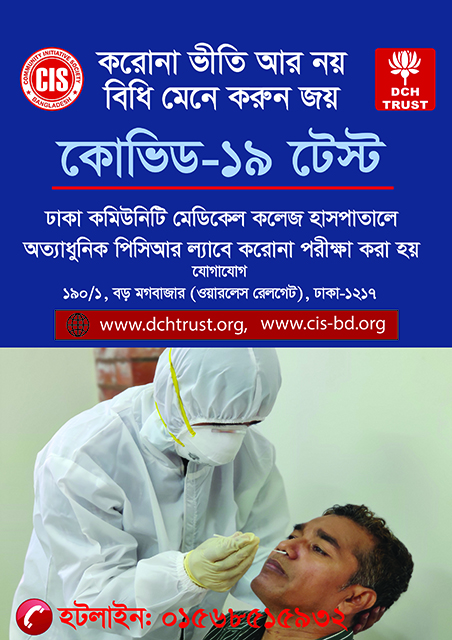 COMMUNITY INITIATIVE SOCIETY
CIS
BANGLADESH
করোনা ভীতি আর নয়
বিধি মেনে করুন জয়
DCH
TRUST
কোভিড-১৯ টেস্ট
ঢাকা কমিউনিটি মেডিকেল কলেজ হাসপাতালে
অত্যাধুনিক পিসিআর ল্যাবে করোনা পরীক্ষা করা হয়
যোগাযোগ
১৯০/১, বড় মগবাজার (ওয়ারলেস রেলগেট), ঢাকা-১২১৭
www.dchtrust.org, www.cis-bd.org
হটলাইন: ০১৫৬৮৫১৫৯৩২